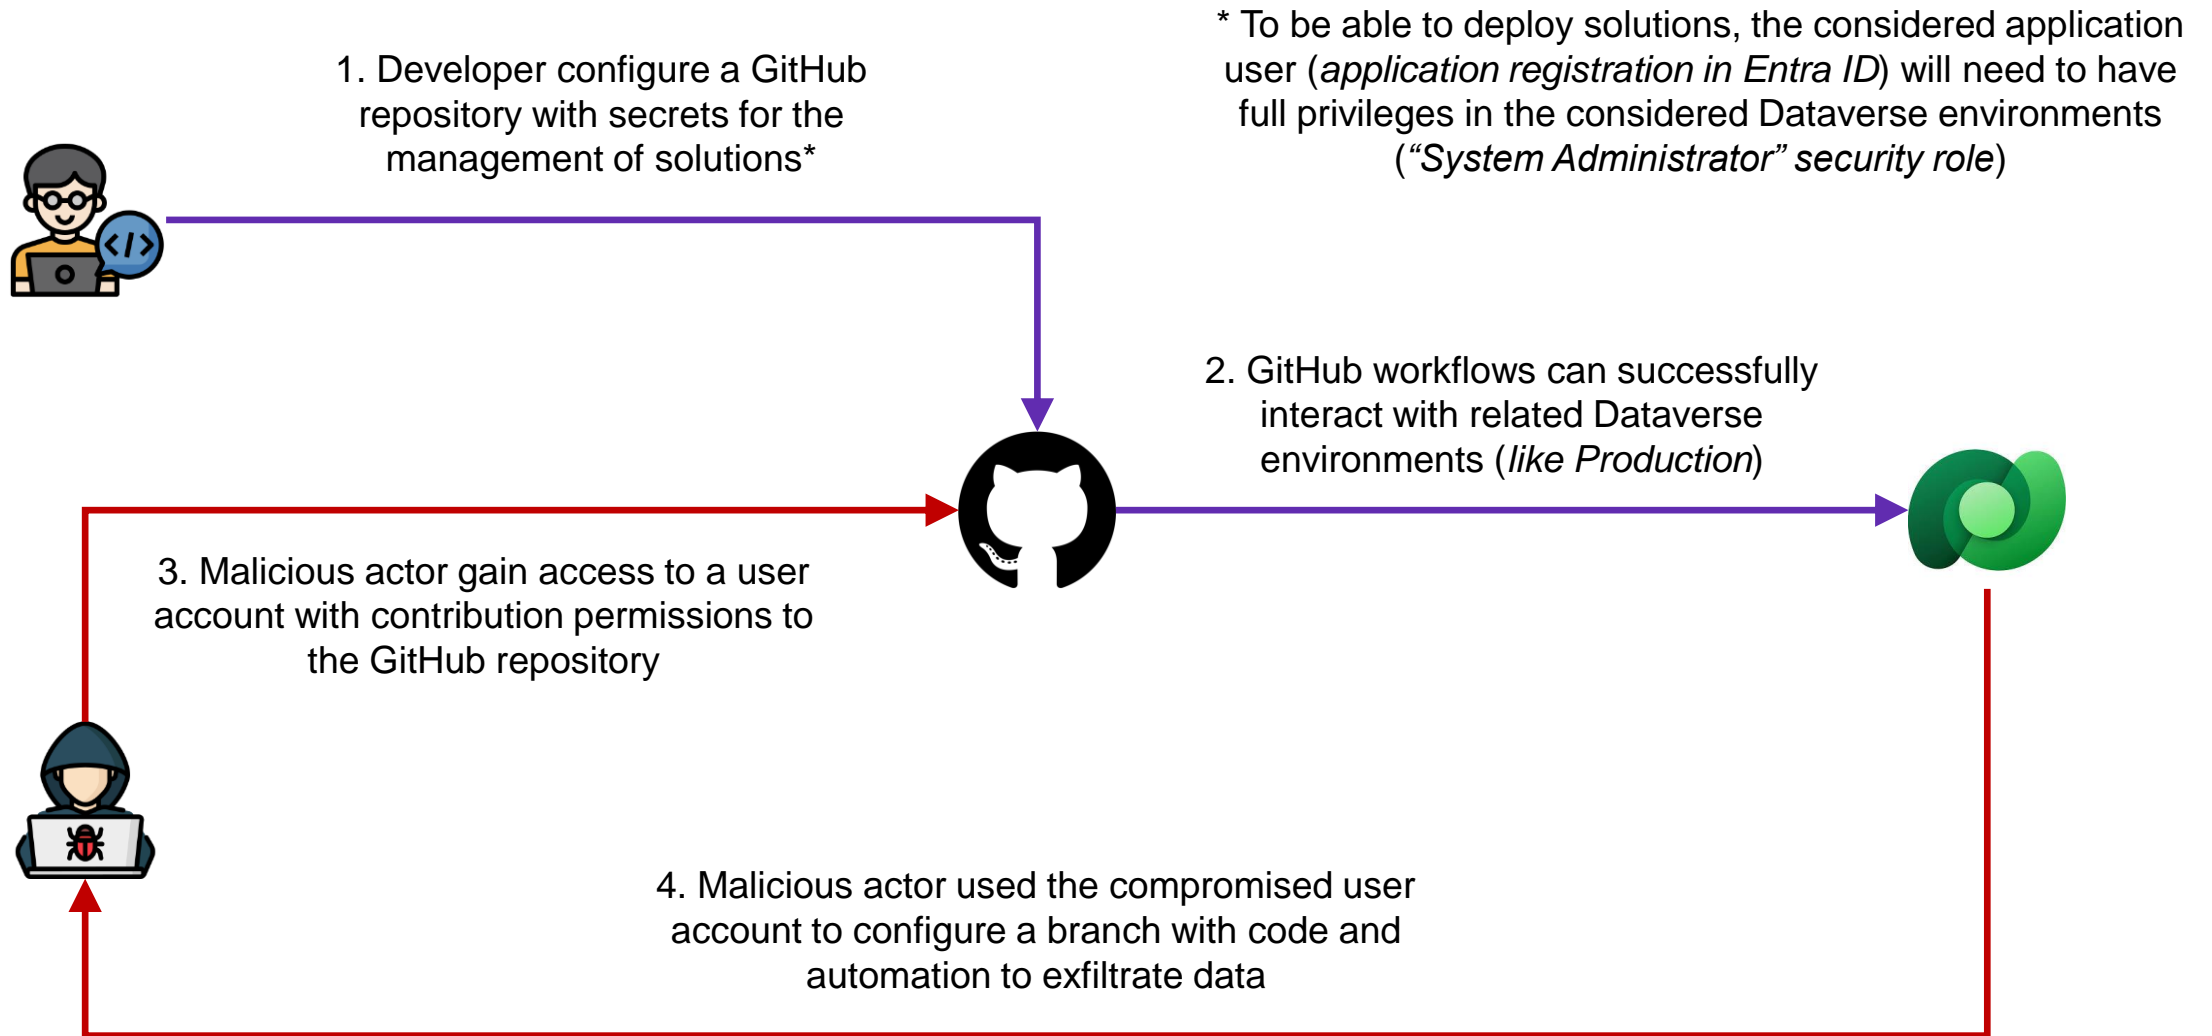 1. Developer configure a GitHub
repository with secrets for the
management of solutions*
* To be able to deploy solutions, the considered application
user (application registration in Entra ID) will need to have
full privileges in the considered Dataverse environments
(“System Administrator” security role)
</>
2. GitHub workflows can successfully
interact with related Dataverse
environments (like Production)
3. Malicious actor gain access to a user
account with contribution permissions to
the GitHub repository
4. Malicious actor used the compromised user
account to configure a branch with code and
automation to exfiltrate data